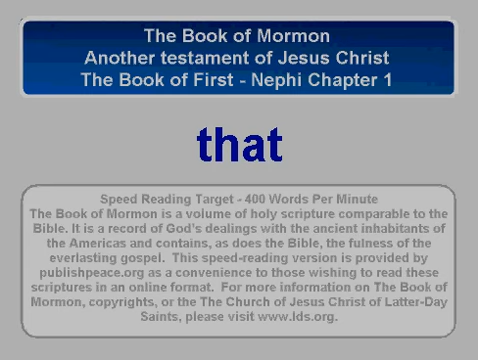 The Book of Mormon
Another testament of Jesus Christ
The Book of First - Nephi Chapter 1
that
Speed Reading Target - 400 Words Per Minute
The Book of Mormon is a volume of holy scripture comparable to the
Bible. It is a record of God's dealings with the ancient inhabitants of
the Americas and contains, as does the Bible, the fulness of the
everlasting gospel.  This speed-reading version is provided by
publishpeace.org as a convenience to those wishing to read these
scriptures in an online format.  For more information on The Book of
Mormon, copyrights, or the The Church of Jesus Christ of Latter-Day
Saints, please visit www.lds.org.